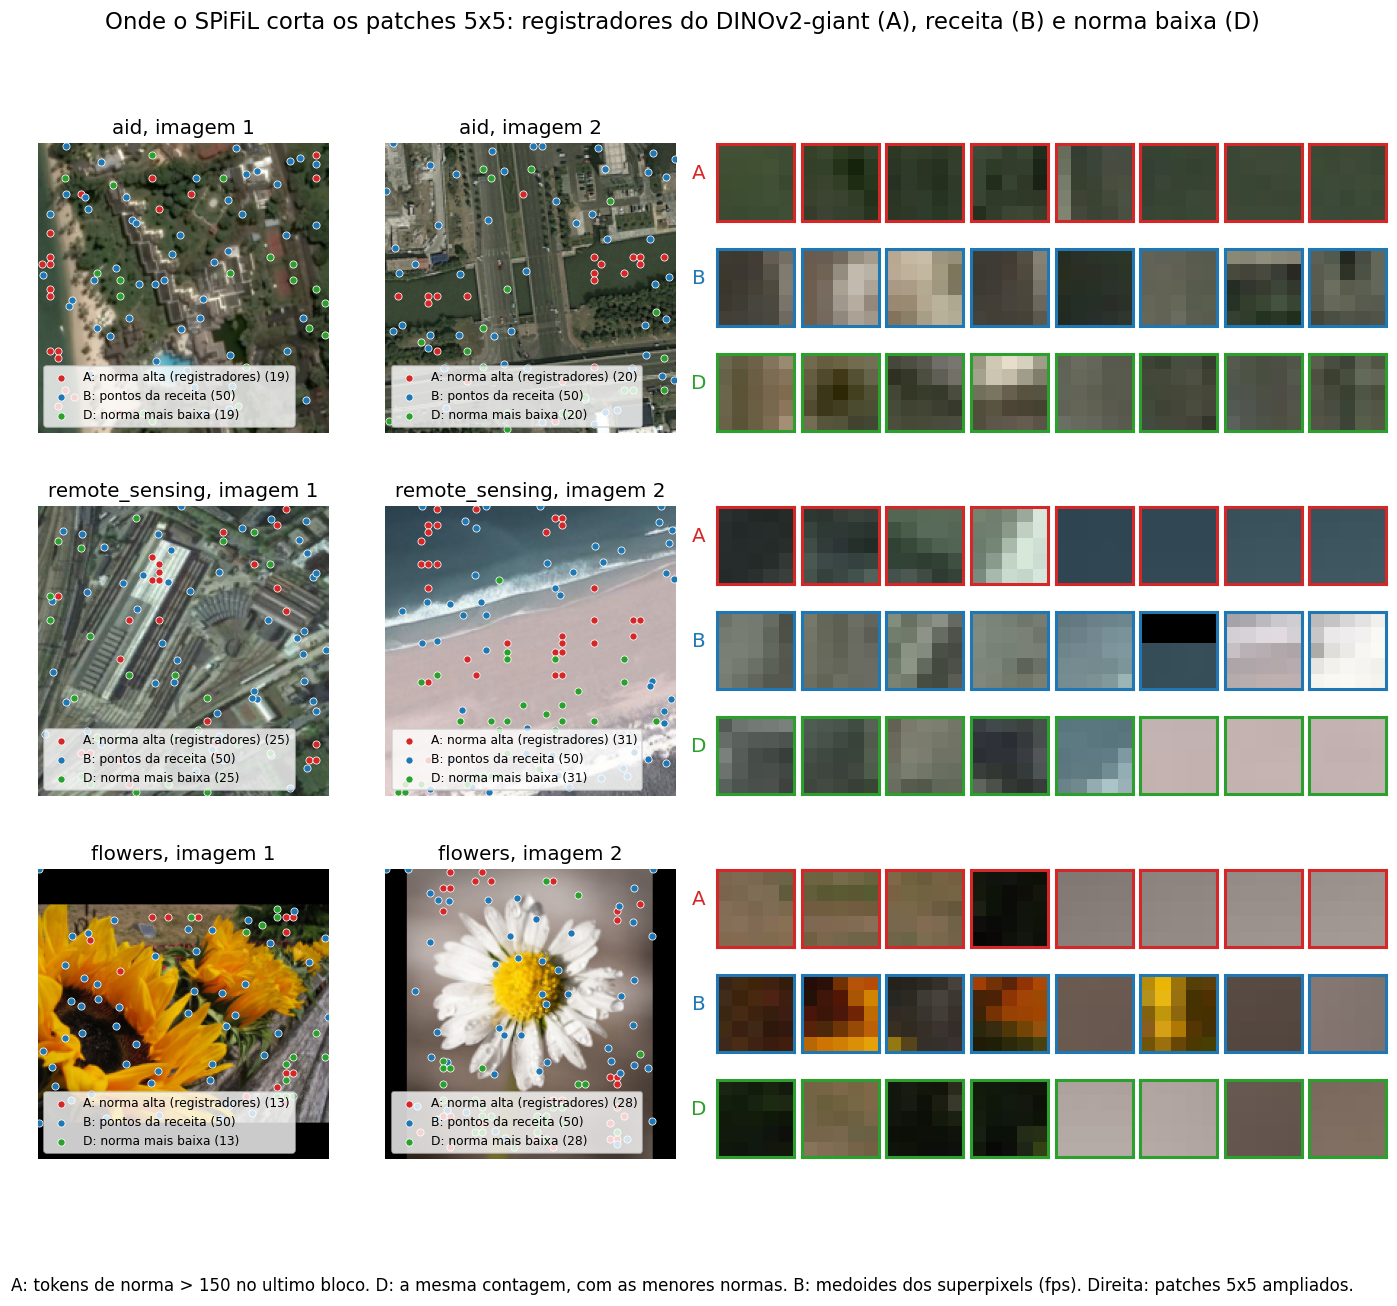 Onde o SPiFiL corta os patches 5x5: registradores do DINOv2-giant (A), receita (B) e norma baixa (D)
aid, imagem 1
aid, imagem 2
A: norma alta (registradores) (19)
B: pontos da receita (50)
D: norma mais baixa (19)
A: norma alta (registradores) (20)
B: pontos da receita (50)
D: norma mais baixa (20)
A
B
D
remote_sensing, imagem 1
remote_sensing, imagem 2
A: norma alta (registradores) (25)
B: pontos da receita (50)
D: norma mais baixa (25)
A: norma alta (registradores) (31)
B: pontos da receita (50)
D: norma mais baixa (31)
A
B
D
flowers, imagem 1
flowers, imagem 2
A: norma alta (registradores) (13)
B: pontos da receita (50)
D: norma mais baixa (13)
A: norma alta (registradores) (28)
B: pontos da receita (50)
D: norma mais baixa (28)
A
B
D
A: tokens de norma > 150 no ultimo bloco. D: a mesma contagem, com as menores normas. B: medoides dos superpixels (fps). Direita: patches 5x5 ampliados.